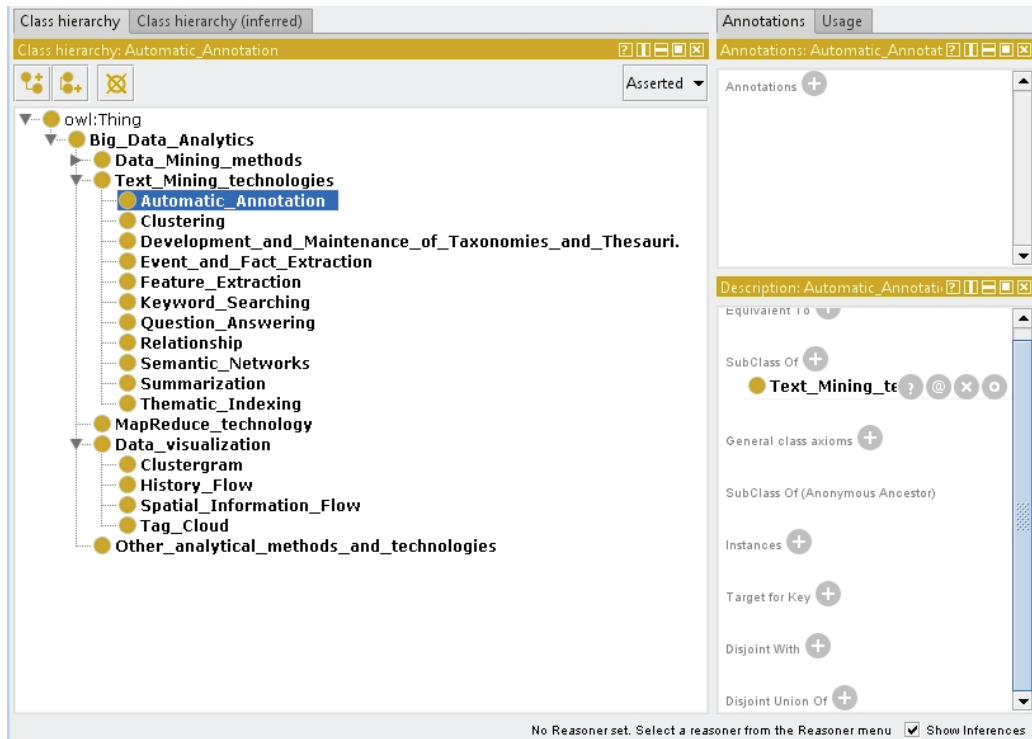 Class hierarchy Class hierarchy (inferred)
Class hierarchy: Automatic_Annotation
Asserted
owl:Thing
Big_Data_Analytics
Data_Mining_methods
Text_Mining_technologies
Automatic_Annotation
Clustering
Development_and_Maintenance_of_Taxonomies_and_Thesauri.
Event_and_Fact_Extraction
Feature_Extraction
Keyword_Searching
Question_Answering
Relationship
Semantic_Networks
Summarization
Thematic_Indexing
MapReduce_technology
Data_visualization
Clustergram
History_Flow
Spatial_Information_Flow
Tag_Cloud
Other_analytical_methods_and_technologies
Annotations Usage
Annotations: Automatic_Annotat
Annotations
Description: Automatic_Annotati
Equivalent To
SubClass Of
Text_Mining_te
General class axioms
SubClass Of (Anonymous Ancestor)
Instances
Target for Key
Disjoint With
Disjoint Union Of
No Reasoner set. Select a reasoner from the Reasoner menu Show Inferences